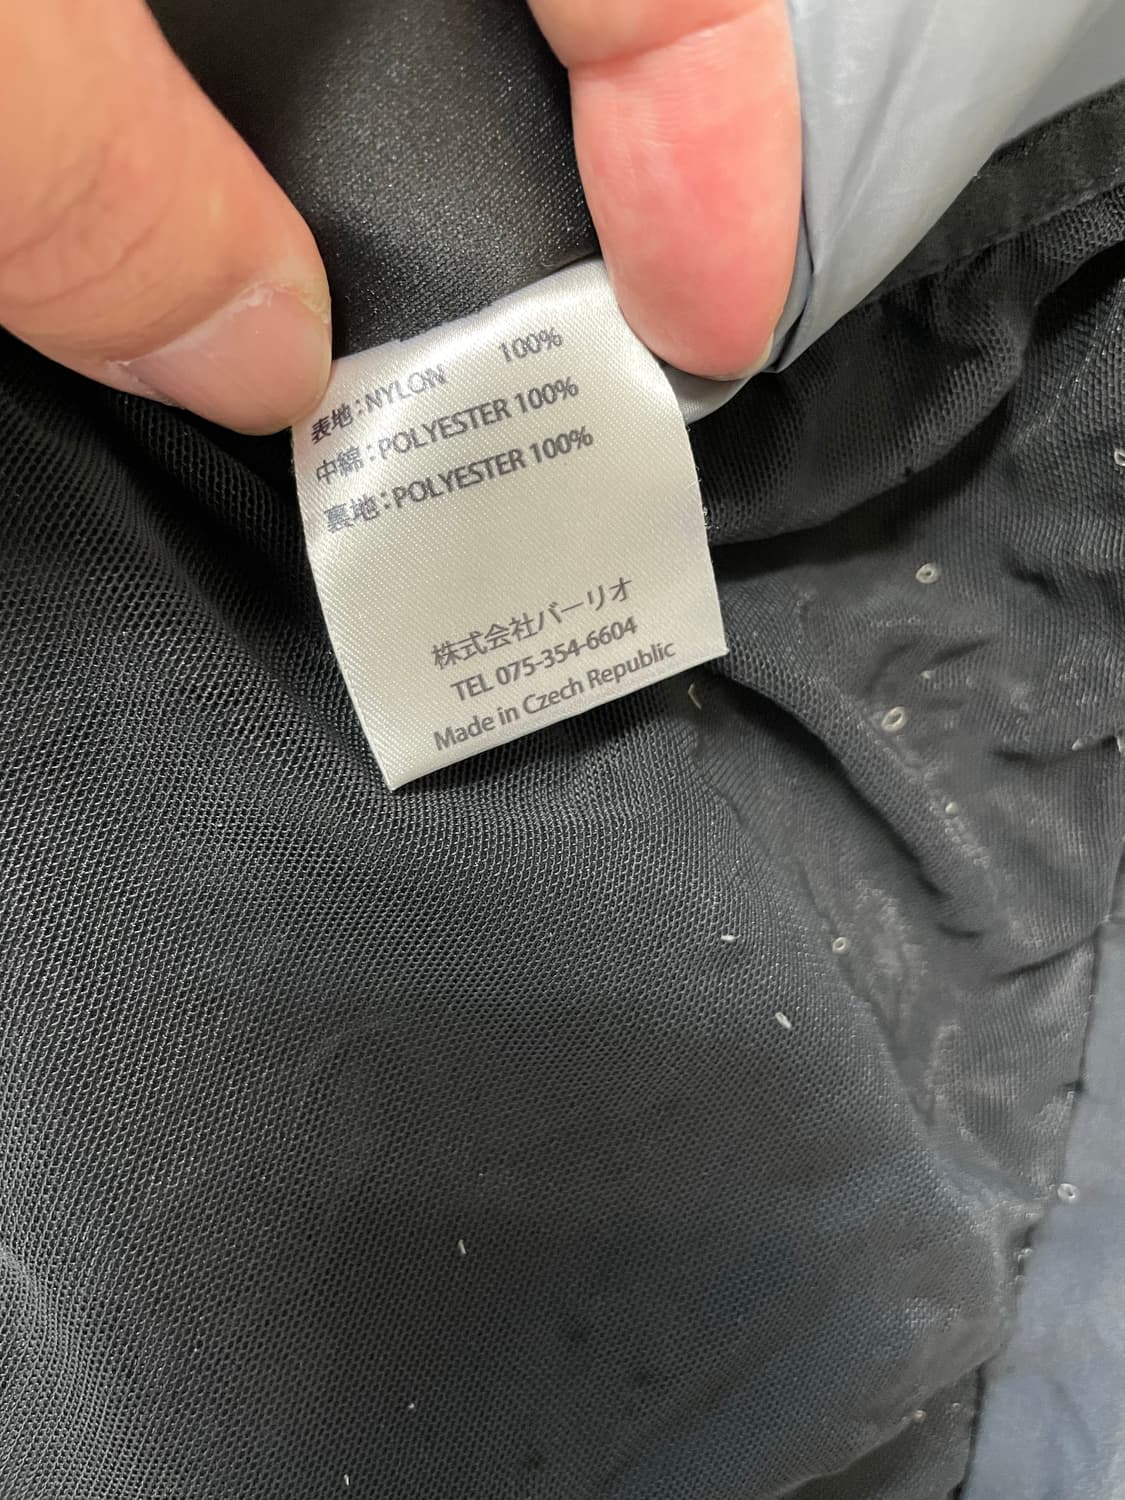 表地:NYLON 100%
中綿:POLYESTER 100%
裏地:POLYESTER 100%
株式会社バーリオ
TEL 075-354-6604
Made in Czech Republic